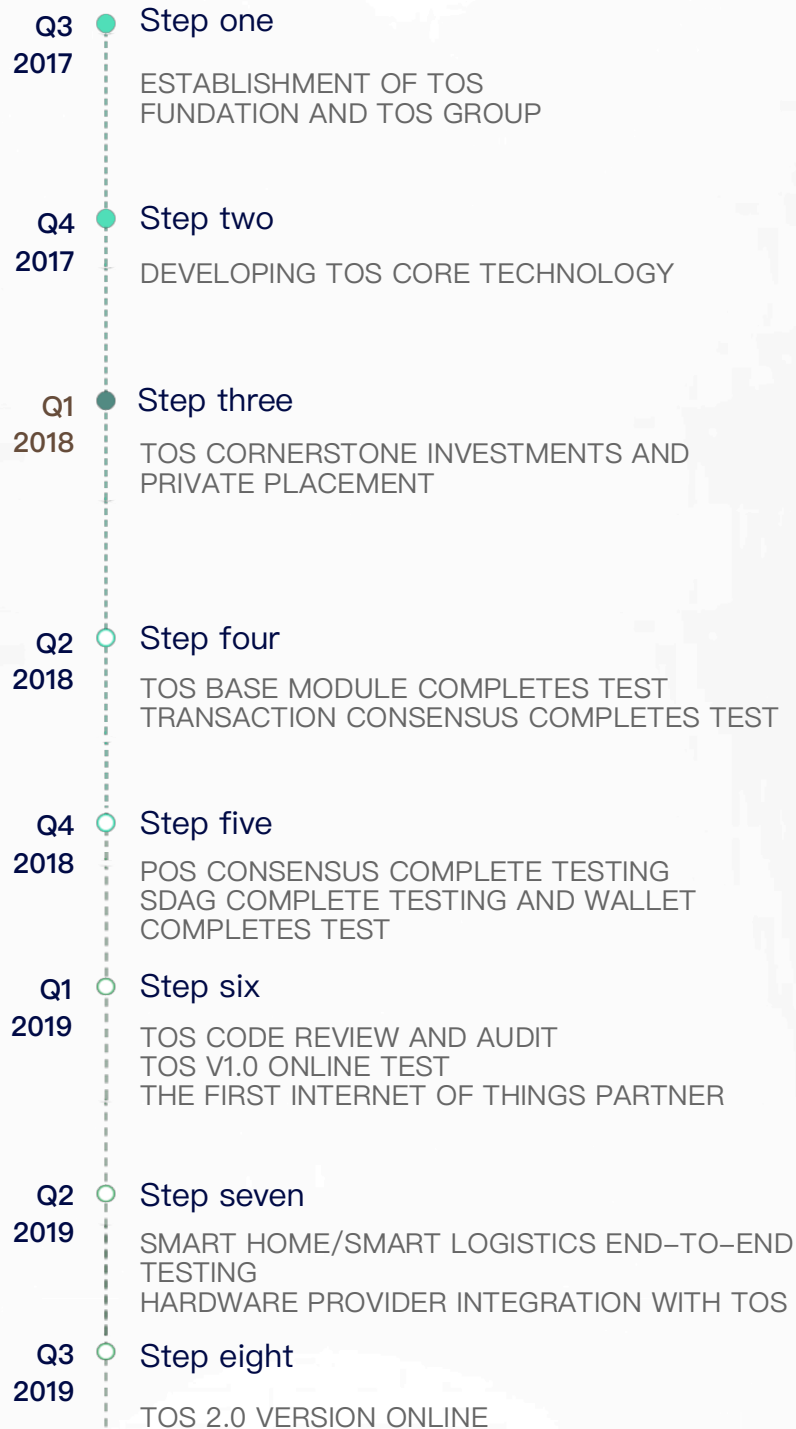 Q3
2017
Step one
ESTABLISHMENT OF TOS
FUNDATION AND TOS GROUP
Q4
2017
Step two
DEVELOPING TOS CORE TECHNOLOGY
Q1
2018
Step three
TOS CORNERSTONE INVESTMENTS AND
PRIVATE PLACEMENT
Q2
2018
Step four
TOS BASE MODULE COMPLETES TEST
TRANSACTION CONSENSUS COMPLETES TEST
Q4
2018
Step five
POS CONSENSUS COMPLETE TESTING
SDAG COMPLETE TESTING AND WALLET
COMPLETES TEST
Q1
2019
Step six
TOS CODE REVIEW AND AUDIT
TOS V1.0 ONLINE TEST
THE FIRST INTERNET OF THINGS PARTNER
Q2
2019
Step seven
SMART HOME/SMART LOGISTICS END–TO–END
TESTING
HARDWARE PROVIDER INTEGRATION WITH TOS
Q3
2019
Step eight
TOS 2.0 VERSION ONLINE